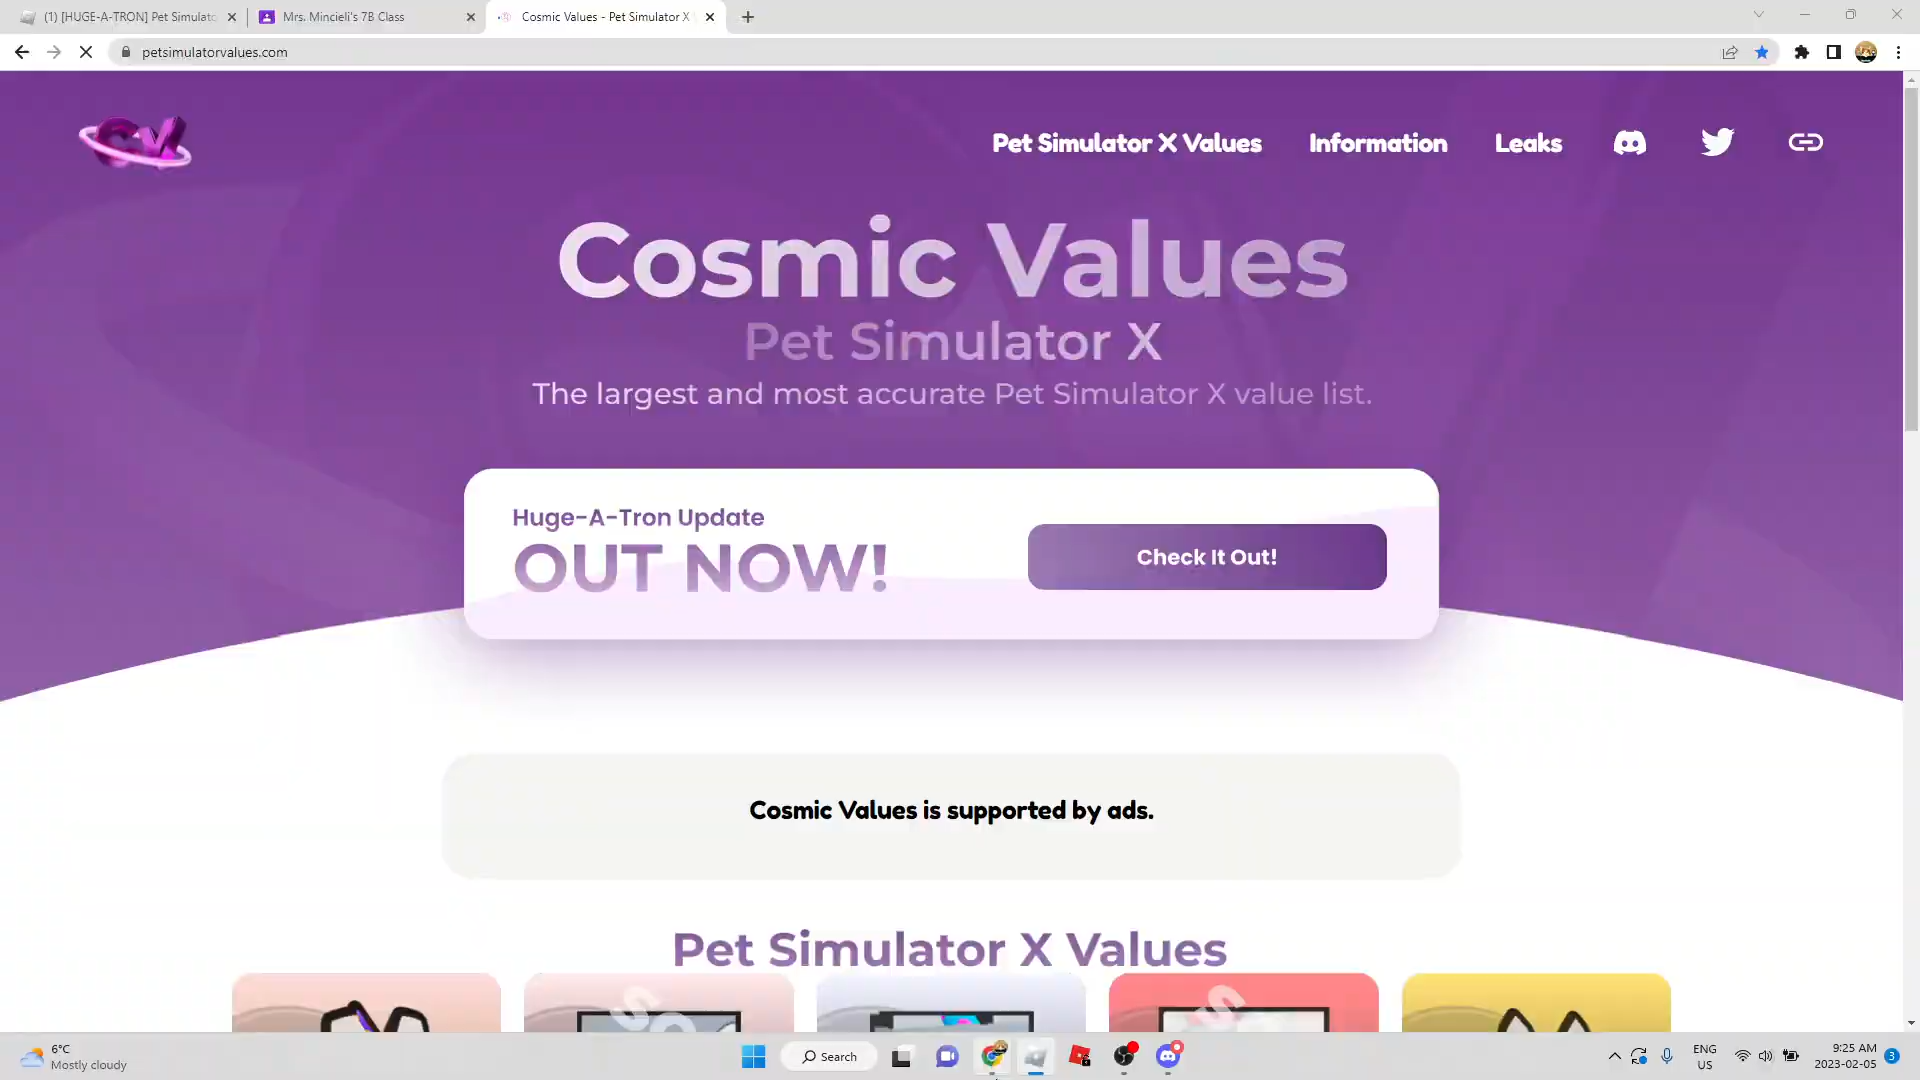 (1) [HUGE-A-TRON] Pet Simulato
Mrs. Mincieli's 7B Class
Cosmic Values - Pet Simulator X
petsimulatorvalues.com
CV
Pet Simulator X Values
Information
Leaks
Cosmic Values
Pet Simulator X
The largest and most accurate Pet Simulator X value list.
Huge-A-Tron Update
OUT NOW!
Check It Out!
Cosmic Values is supported by ads.
Pet Simulator X Values
6°C
Mostly cloudy
Search
ENG
US
9:25 AM
2023-02-05
3